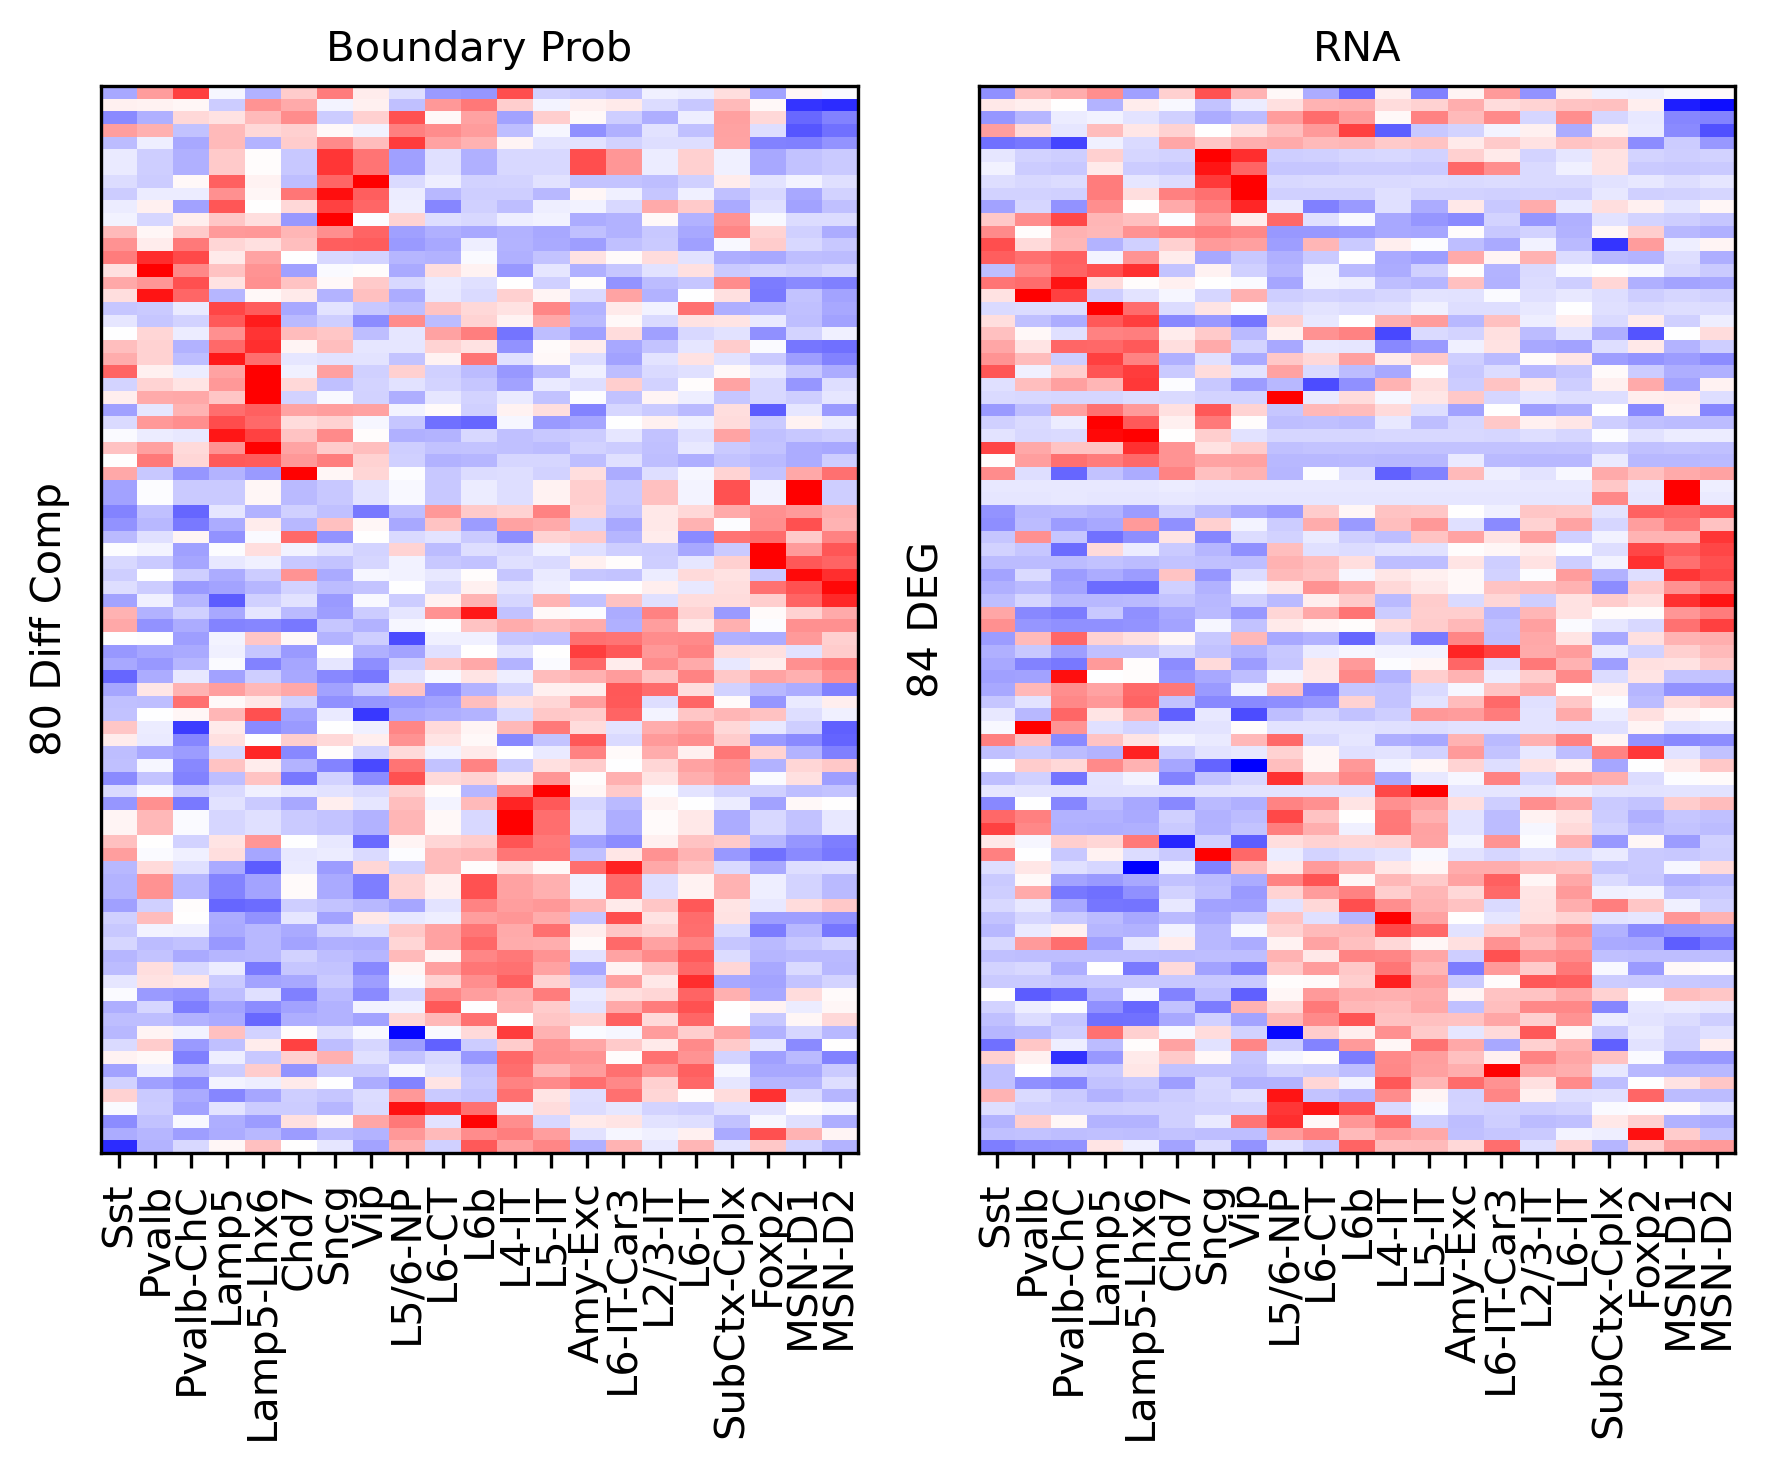 Boundary Prob
80 Diff Comp
Sst
Pvalb
Pvalb-ChC
Lamp5
Lamp5-Lhx6
Chd7
Sncg
Vip
L5/6-NP
L6-CT
L6b
L4-IT
L5-IT
Amy-Exc
L6-IT-Car3
L2/3-IT
L6-IT
SubCtx-Cplx
Foxp2
MSN-D1
MSN-D2
RNA
84 DEG
Sst
Pvalb
Pvalb-ChC
Lamp5
Lamp5-Lhx6
Chd7
Sncg
Vip
L5/6-NP
L6-CT
L6b
L4-IT
L5-IT
Amy-Exc
L6-IT-Car3
L2/3-IT
L6-IT
SubCtx-Cplx
Foxp2
MSN-D1
MSN-D2